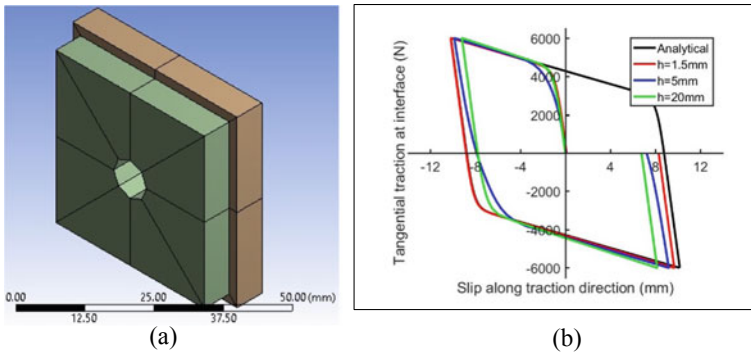 0.00
25.00
50.00 (mm)
12.50
37.50
(a)
Tangential traction at interface (N)
6000
4000
2000
-2000
-4000
-6000
-12
-8
-4
0
4
8
12
Analytical
h=1.5mm
h=5mm
h=20mm
Slip along traction direction (mm)
(b)